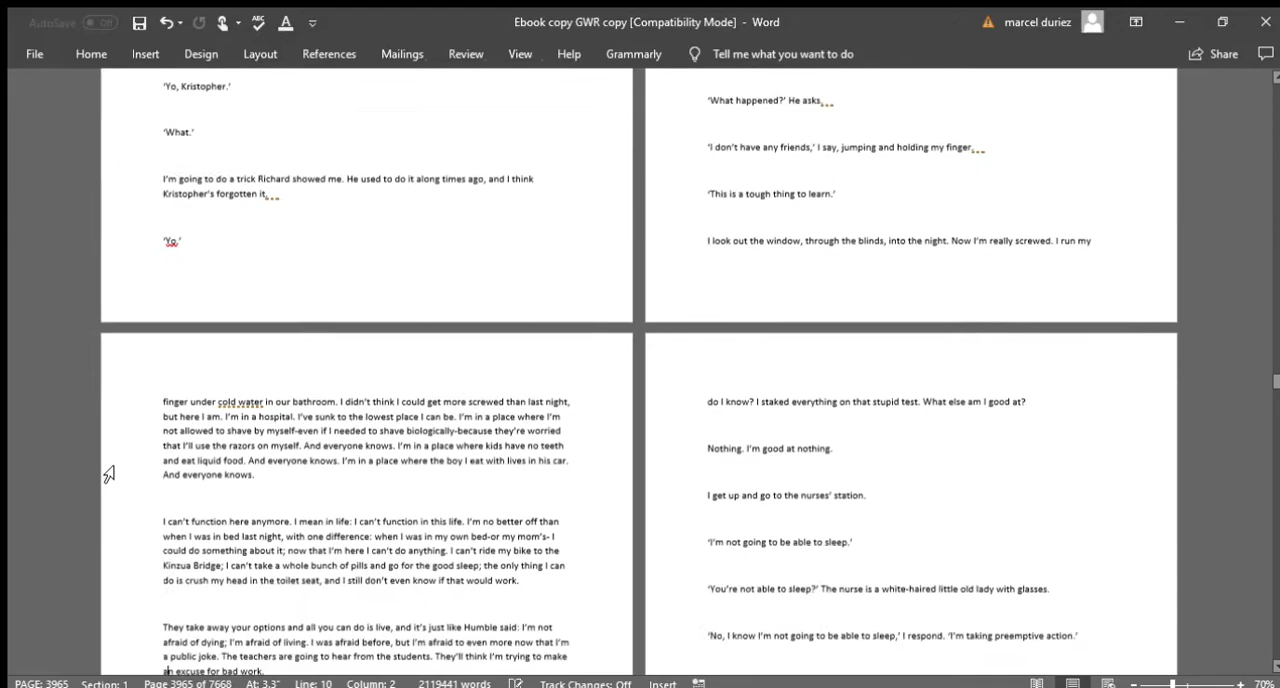 AutoSave Off Ebook copy GWR copy [Compatibility Mode] - Word marcel duriez
File Home Insert Design Layout References Mailings Review View Help Grammarly Tell me what you want to do Share
'Yo, Kristopher.'
'What.'
I'm going to do a trick Richard showed me. He used to do it along times ago, and I think
Kristopher's forgotten it,...
'Yo,'
'What happened?' He asks,...
'I don't have any friends,' I say, jumping and holding my finger,...
'This is a tough thing to learn.'
I look out the window, through the blinds, into the night. Now I'm really screwed. I run my
finger under cold water in our bathroom. I didn't think I could get more screwed than last night,
but here I am. I'm in a hospital. I've sunk to the lowest place I can be. I'm in a place where I'm
not allowed to shave by myself-even if I needed to shave biologically-because they're worried
that I'll use the razors on myself. And everyone knows. I'm in a place where kids have no teeth
and eat liquid food. And everyone knows. I'm in a place where the boy I eat with lives in his car.
And everyone knows.
I can't function here anymore. I mean in life: I can't function in this life. I'm no better off than
when I was in bed last night, with one difference: when I was in my own bed-or my mom's- I
could do something about it; now that I'm here I can't do anything. I can't ride my bike to the
Kinzua Bridge; I can't take a whole bunch of pills and go for the good sleep; the only thing I can
do is crush my head in the toilet seat, and I still don't even know if that would work.
They take away your options and all you can do is live, and it's just like Humble said: I'm not
afraid of dying; I'm afraid of living. I was afraid before, but I'm afraid to even more now that I'm
a public joke. The teachers are going to hear from the students. They'll think I'm trying to make
an excuse for bad work.
do I know? I staked everything on that stupid test. What else am I good at?
Nothing. I'm good at nothing.
I get up and go to the nurses' station.
'I'm not going to be able to sleep.'
'You're not able to sleep?' The nurse is a white-haired little old lady with glasses.
'No, I know I'm not going to be able to sleep,' I respond. 'I'm taking preemptive action.'
PAGE: 3965 Section: 1 Page 3965 of 7668 At: 3.3" Line: 10 Column: 2 2119441 words Track Changes: Off Insert 70%